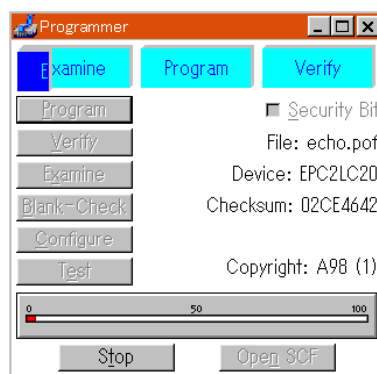 Programmer
Examine Program Verify
Program
Security Bit
Verify
File: echo.pof
Examine
Device: EPC2LC20
Blank-Check
Checksum: 02CE4642
Configure
Test
Copyright: A98 (1)
0 50 100
Stop Open SCF